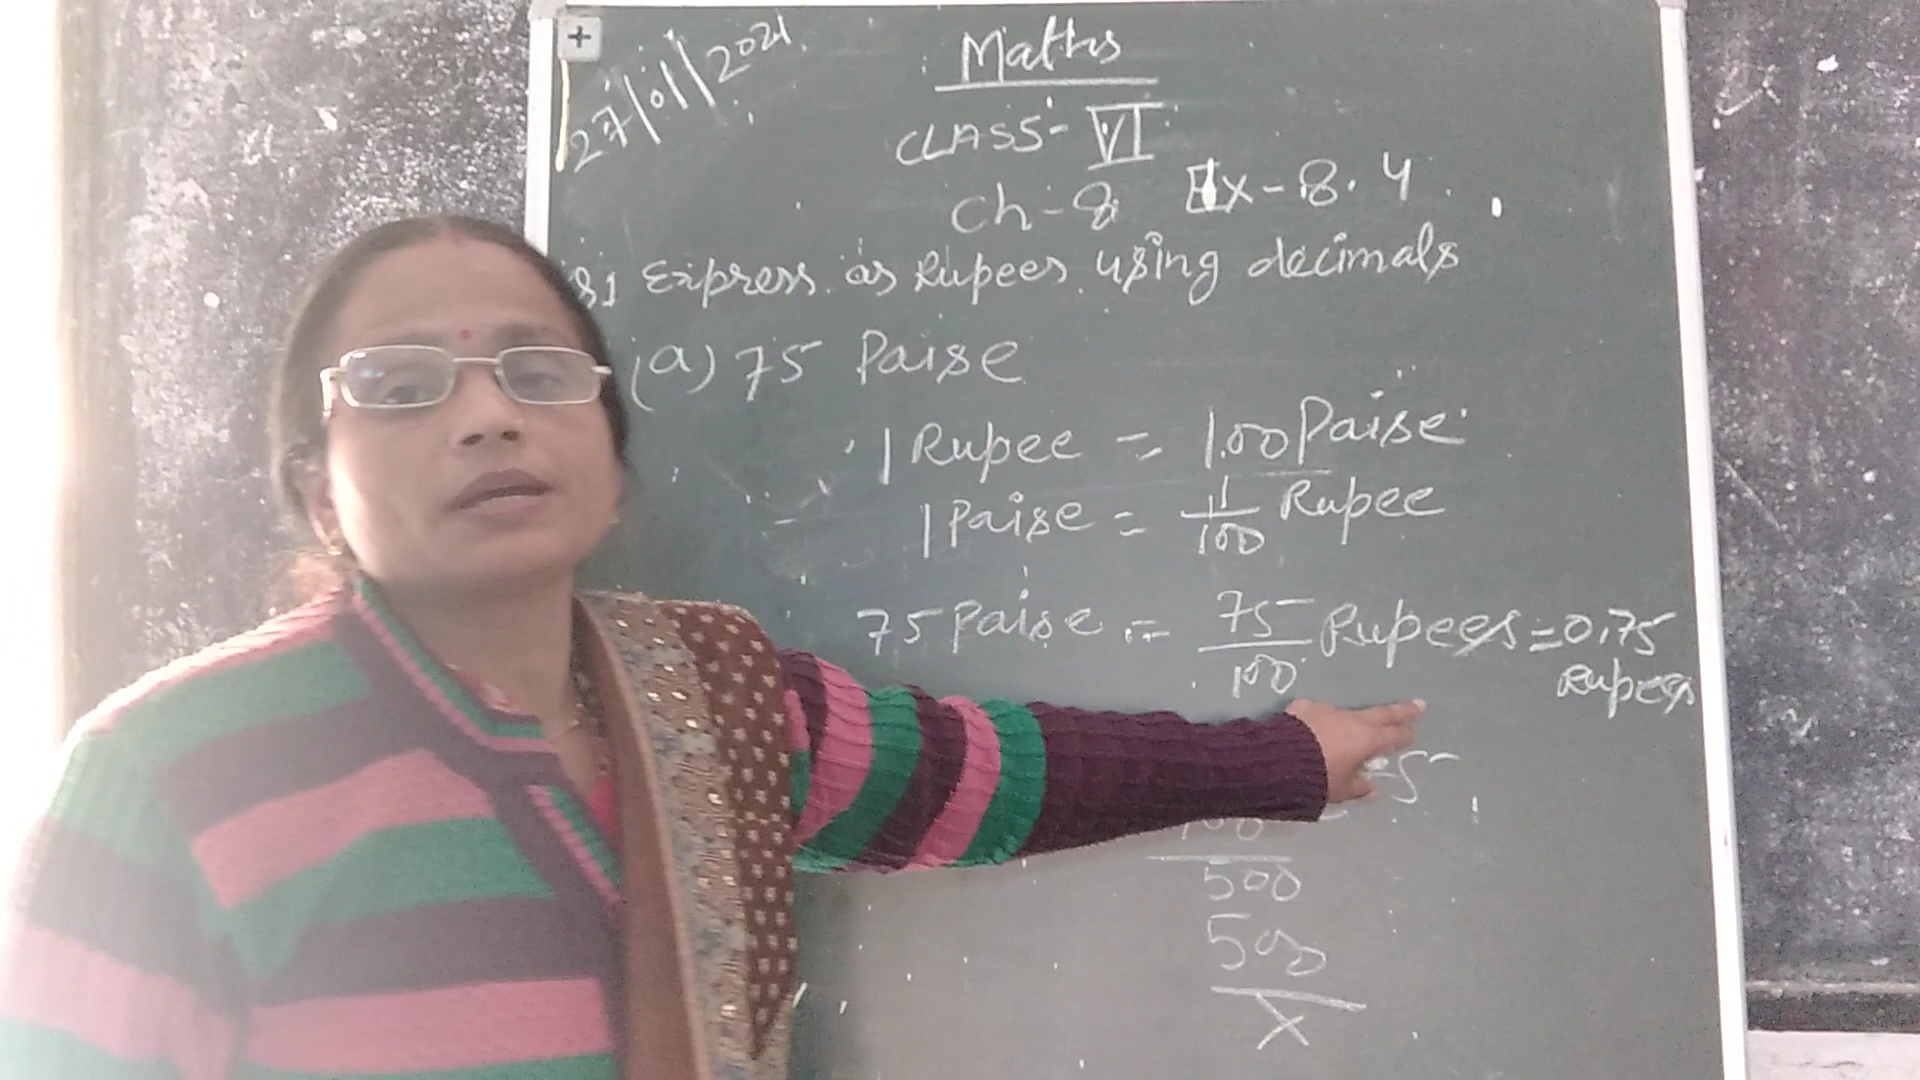 27/01/2021
Maths
CLASS-VI
Ch-8 Ex-8.4
Express as Rupees using decimals
(a) 75 Paise
1 Rupee = 100 Paise
1 Paise = 1/100 Rupee
75 Paise = 75/100 Rupees = 0.75 Rupees
500
500
X